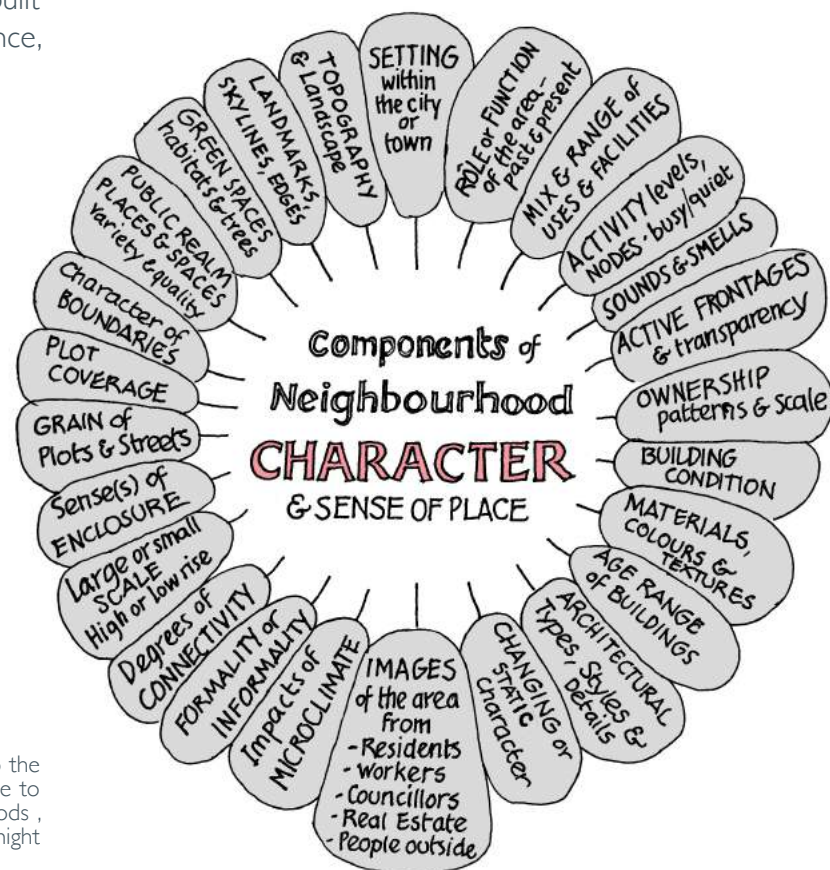 built
nce,
SETTING
within
the city
or
town
RÔLE or FUNCTION
of the area -
past & present
MIX & RANGE of
USES & FACILITIES
ACTIVITY levels,
NODES - busy/quiet
SOUNDS & SMELLS
ACTIVE FRONTAGES
& transparency
OWNERSHIP
patterns & Scale
BUILDING
CONDITION
MATERIALS,
COLOURS &
TEXTURES
AGE RANGE
of BUILDINGS
ARCHITECTURAL
Types, Styles &
Details
CHANGING or
STATIC
character
IMAGES
of the area
from
- Residents
- Workers
- Councillors
- Real Estate
- People outside
Impacts of
MICROCLIMATE
FORMALITY or
INFORMALITY
Degrees of
CONNECTIVITY
Large or small
SCALE
High or low rise
Sense(s) of
ENCLOSURE
GRAIN of
Plots & Streets
PLOT
COVERAGE
Character of
BOUNDARIES
PUBLIC REALM
PLACES & SPACES
variety & quality
GREEN SPACES
habitats & trees
LANDMARKS,
SKYLINES, EDGES
TOPOGRAPHY
& Landscape
Components of
Neighbourhood
CHARACTER
& SENSE OF PLACE
the
e to
ods ,
night